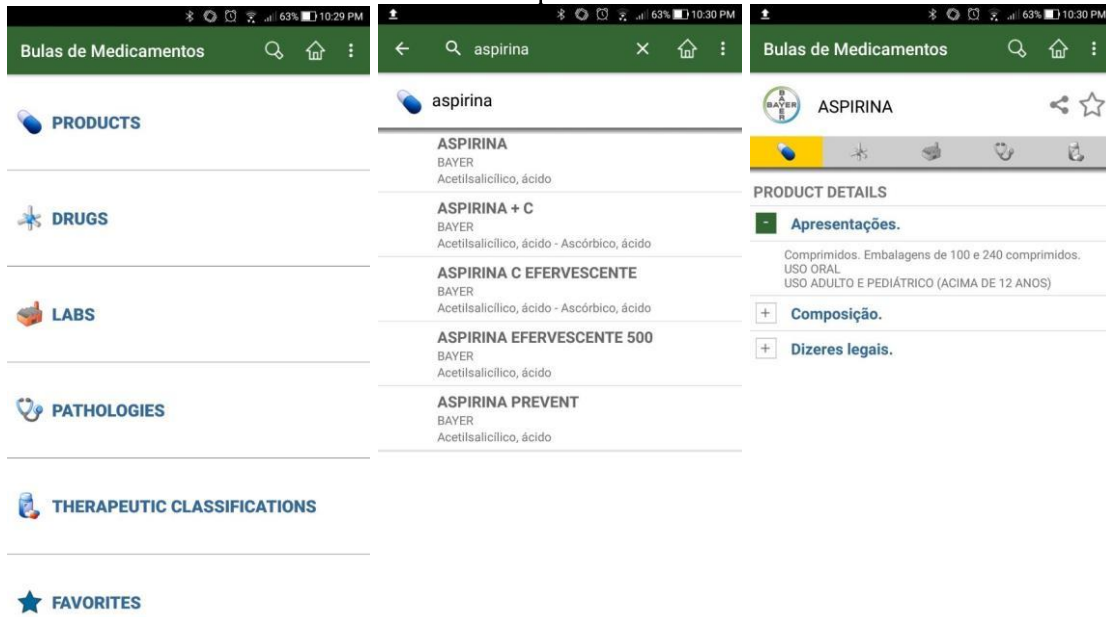 63% 10:29 PM
Bulas de Medicamentos
PRODUCTS
DRUGS
LABS
PATHOLOGIES
THERAPEUTIC CLASSIFICATIONS
FAVORITES
63% 10:30 PM
aspirina
aspirina
ASPIRINA
BAYER
Acetilsalicílico, ácido
ASPIRINA + C
BAYER
Acetilsalicílico, ácido - Ascórbico, ácido
ASPIRINA C EFERVESCENTE
BAYER
Acetilsalicílico, ácido - Ascórbico, ácido
ASPIRINA EFERVESCENTE 500
BAYER
Acetilsalicílico, ácido
ASPIRINA PREVENT
BAYER
Acetilsalicílico, ácido
63% 10:30 PM
Bulas de Medicamentos
BAYER
ASPIRINA
PRODUCT DETAILS
- Apresentações.
Comprimidos. Embalagens de 100 e 240 comprimidos.
USO ORAL
USO ADULTO E PEDIÁTRICO (ACIMA DE 12 ANOS)
+ Composição.
+ Dizeres legais.